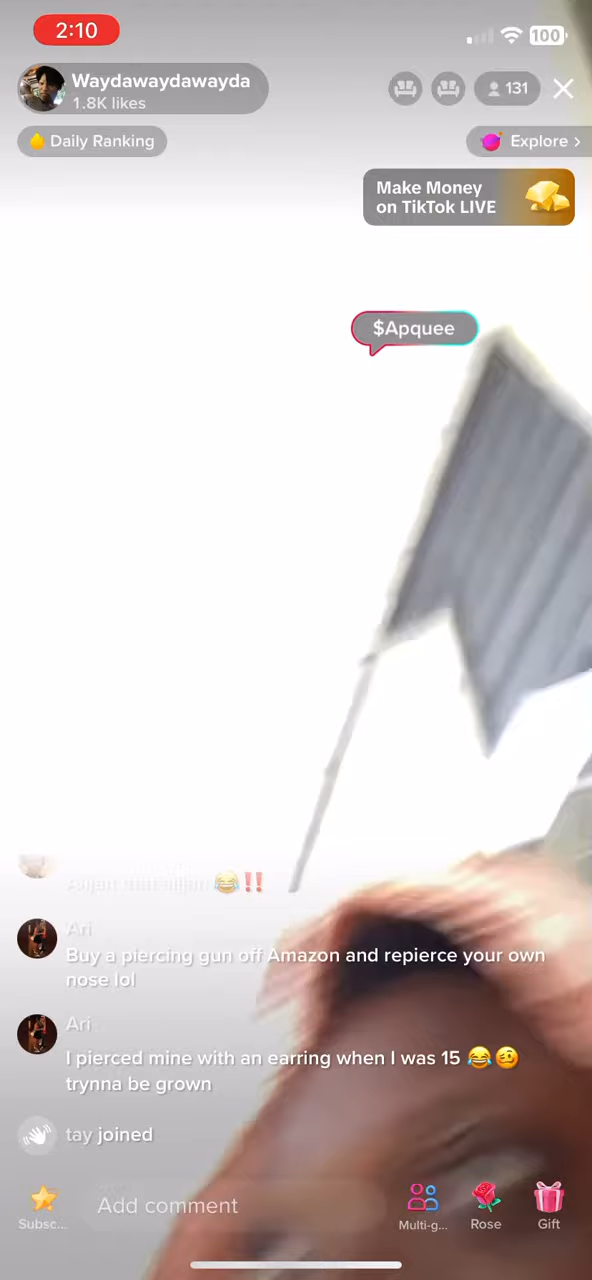 2:10
100
Waydawaydawayda
1.8K likes
131
Daily Ranking
Explore >
Make Money
on TikTok LIVE
$Apquee
😂‼️
Ari
Buy a piercing gun off Amazon and repierce your own
nose lol
Ari
I pierced mine with an earring when I was 15 😂🥴
trynna be grown
tay joined
Add comment
Subsc...
Multi-g...
Rose
Gift